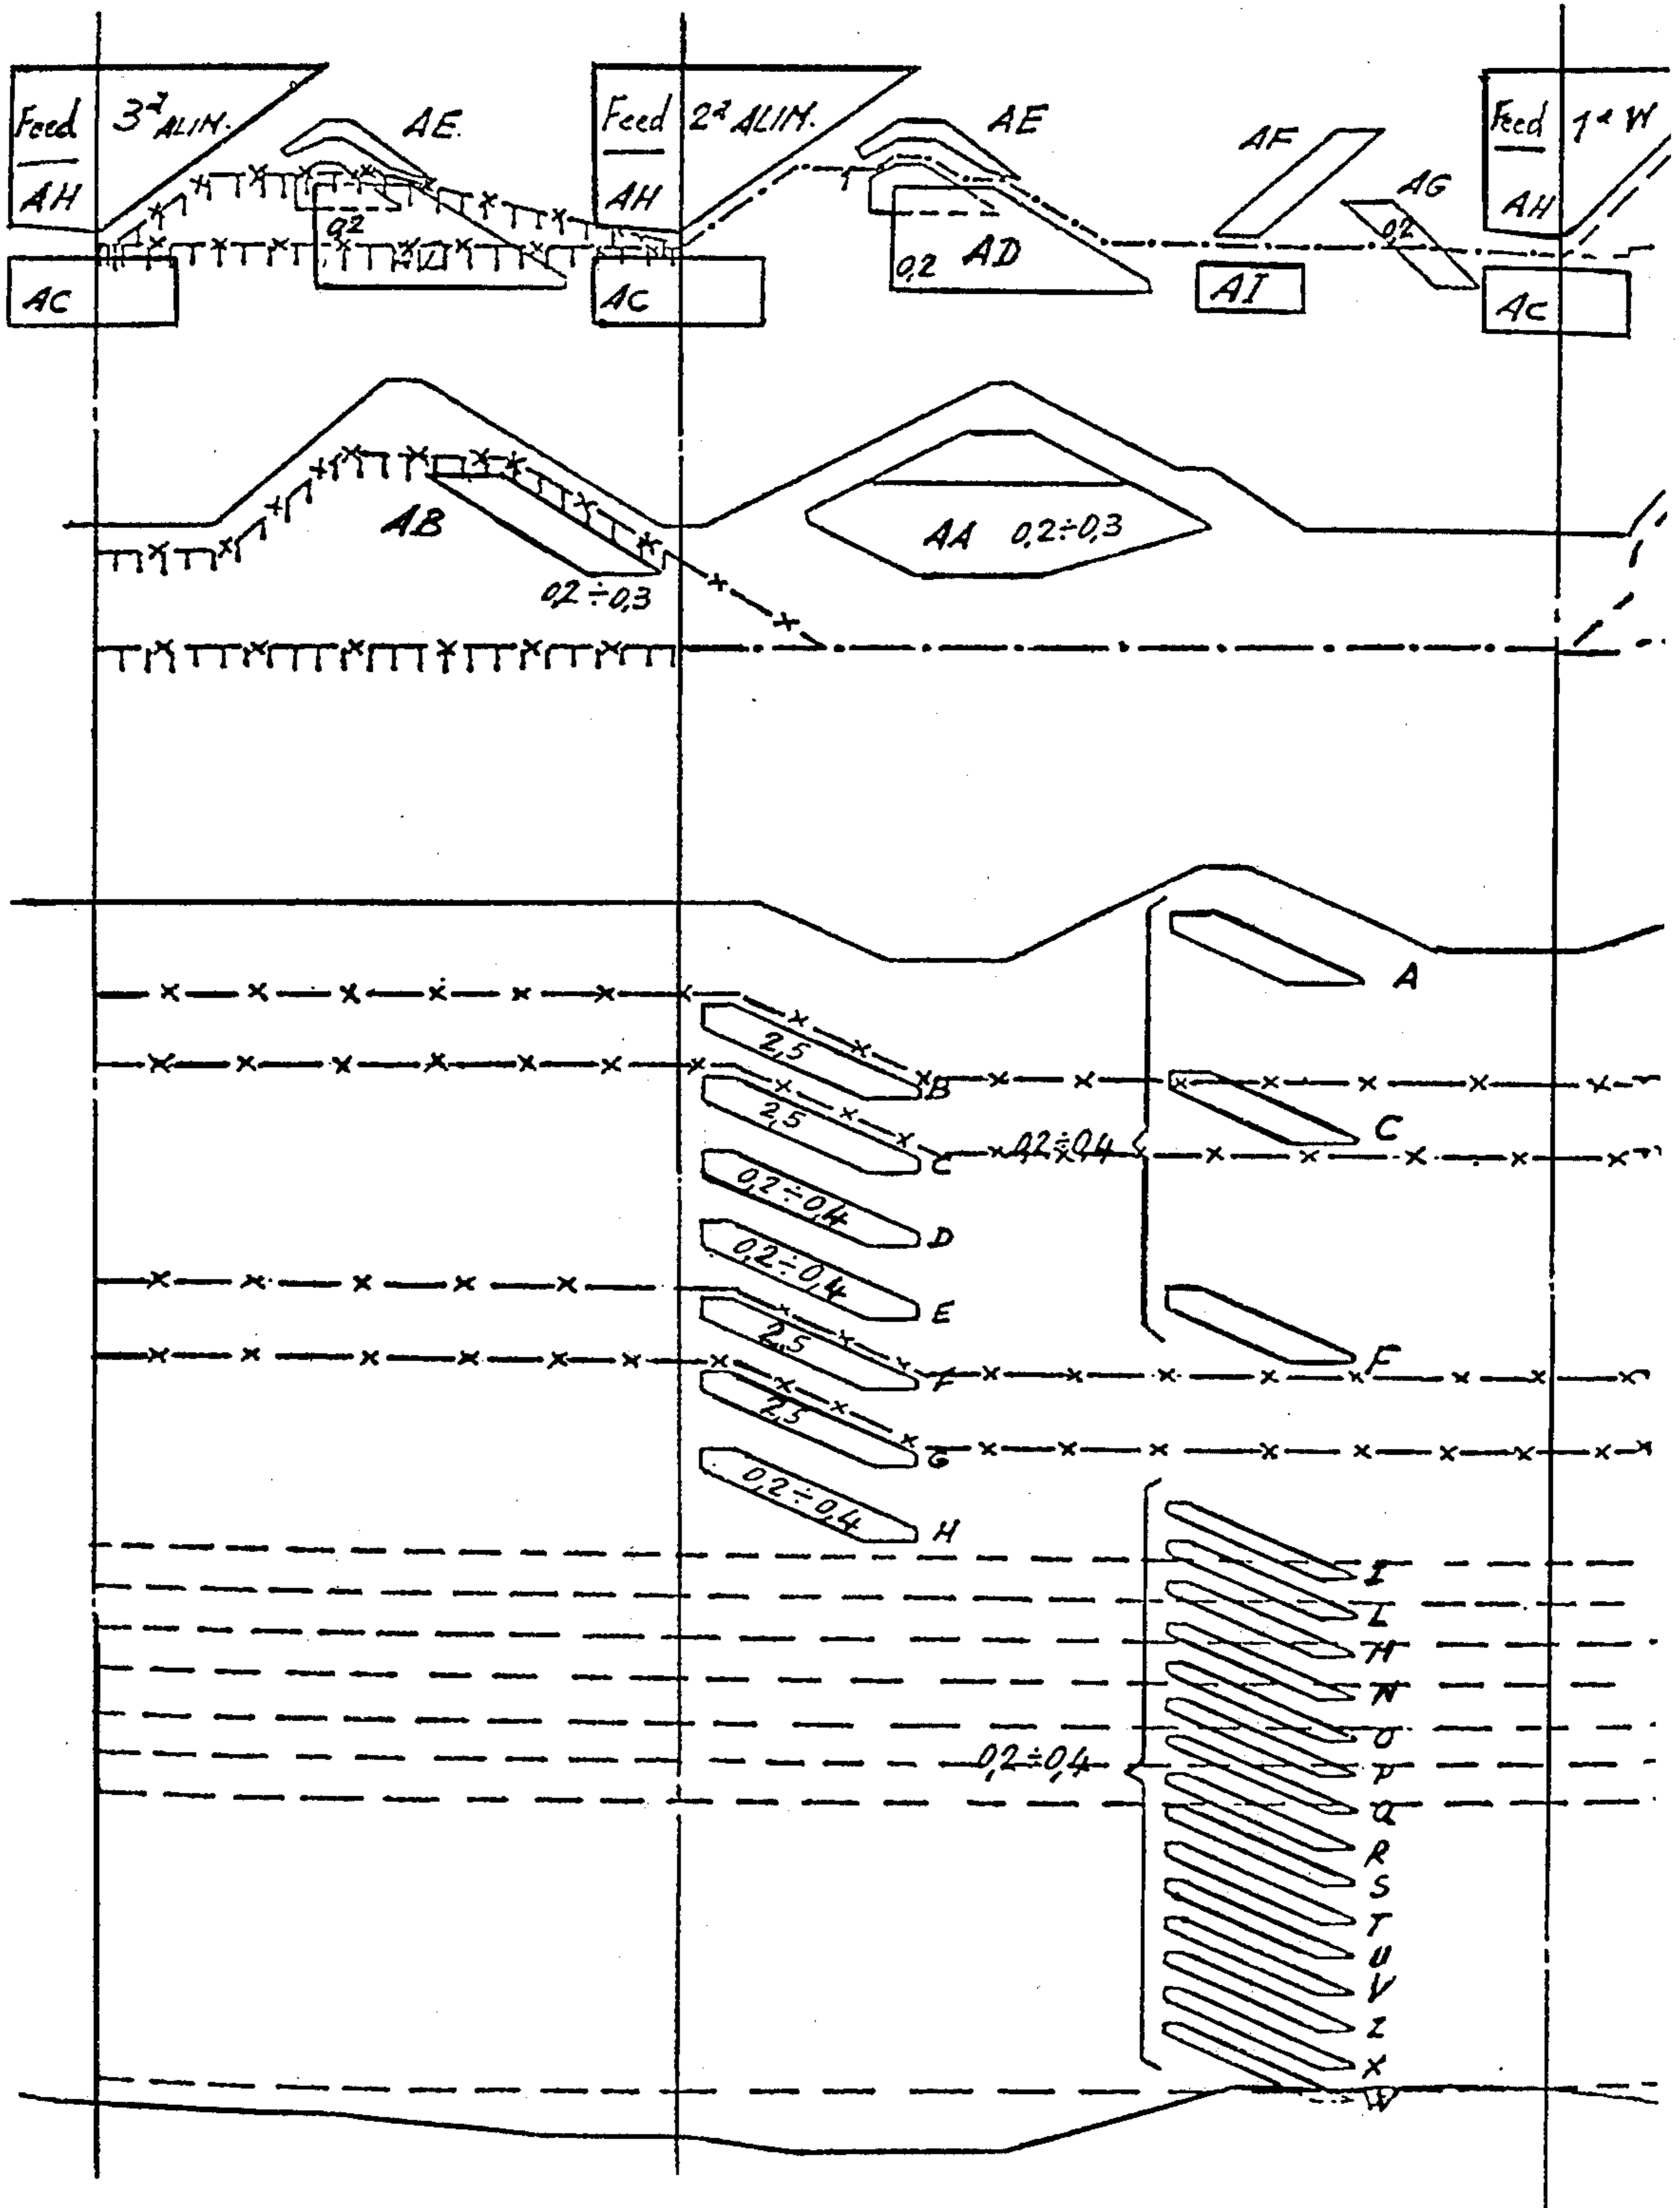 Feed 3ª ALIM.
AE.
Feed 2ª ALIM.
AE
AF
AG
Feed 1ª W
AH
AH
AH
0,2
0,2
0,2
AD
AI
AC
AC
AC
AB
0,2÷0,3
AA 0,2÷0,3
A
2,5
B
2,5
C
C
0,2÷0,4
0,2÷0,4
D
0,2÷0,4
E
2,5
F
F
2,5
G
0,2÷0,4
H
I
L
M
N
O
0,2÷0,4
P
Q
R
S
T
U
V
Z
X
W